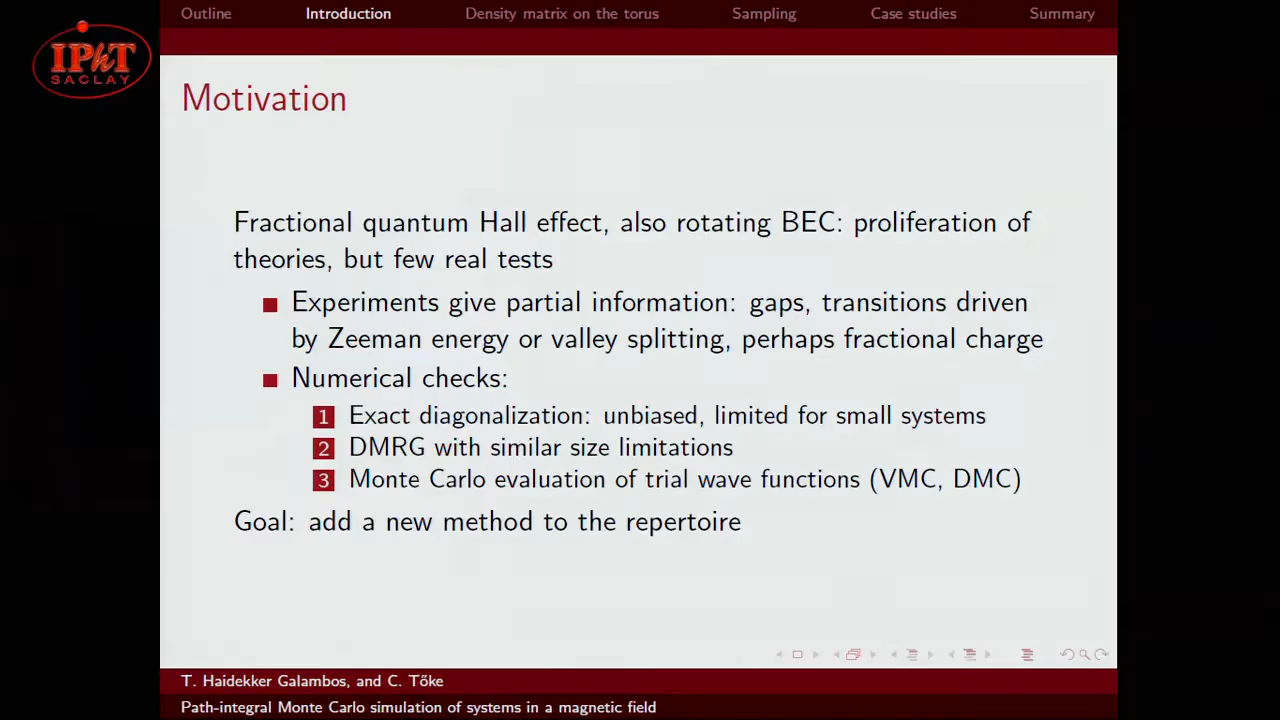 Outline Introduction Density matrix on the torus Sampling Case studies Summary
IPhT
SACLAY
Motivation
Fractional quantum Hall effect, also rotating BEC: proliferation of
theories, but few real tests
Experiments give partial information: gaps, transitions driven
by Zeeman energy or valley splitting, perhaps fractional charge
Numerical checks:
1 Exact diagonalization: unbiased, limited for small systems
2 DMRG with similar size limitations
3 Monte Carlo evaluation of trial wave functions (VMC, DMC)
Goal: add a new method to the repertoire
T. Haidekker Galambos, and C. Tőke
Path-integral Monte Carlo simulation of systems in a magnetic field